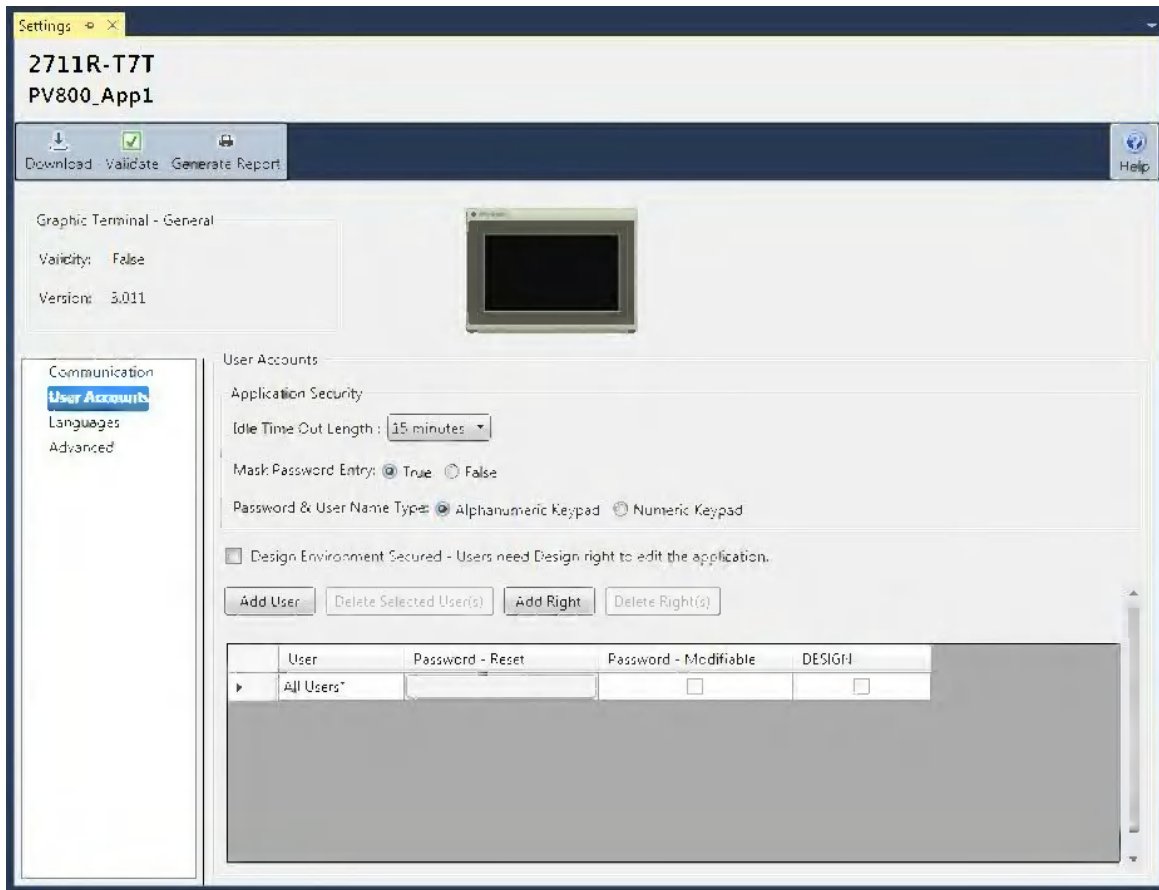 Settings
2711R-T7T
PV800_App1
Download Validate Generate Report
Help
Graphic Terminal - General
Validity: False
Version: 3.011
Communication
User Accounts
Languages
Advanced
User Accounts
Application Security
Idle Time Out Length : 15 minutes
Mask Password Entry: True False
Password & User Name Type: Alphanumeric Keypad Numeric Keypad
Design Environment Secured - Users need Design right to edit the application.
Add User Delete Selected User(s) Add Right Delete Right(s)
User Password - Reset Password - Modifiable DESIGN
All Users*